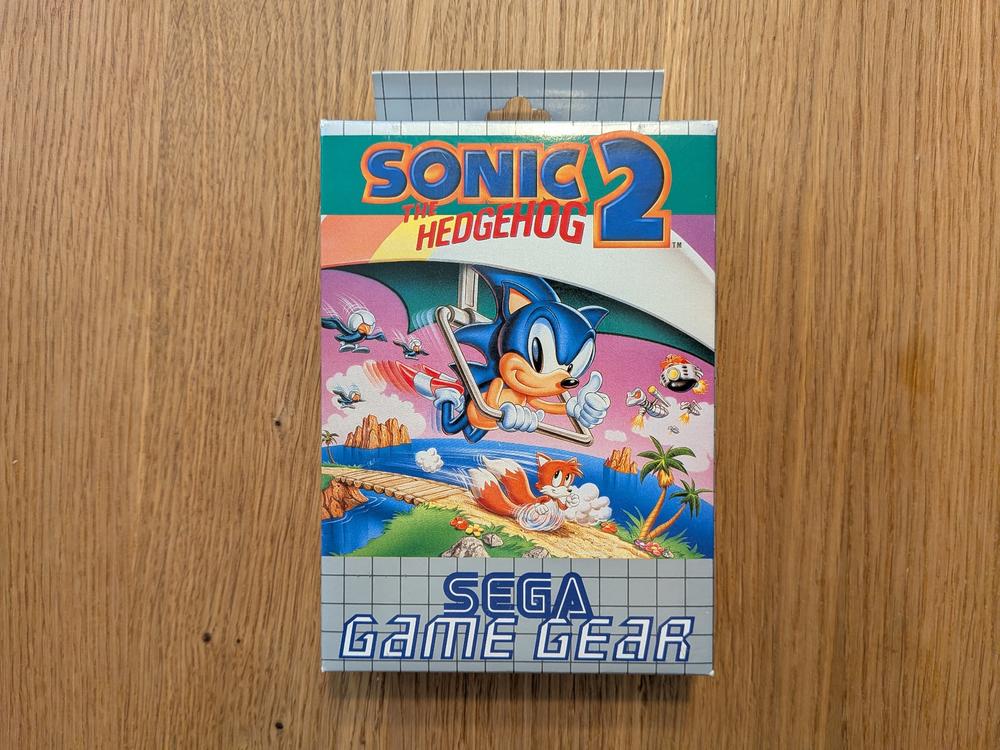 SONIC 2
THE
HEDGEHOG
TM
SEGA
GAME GEAR